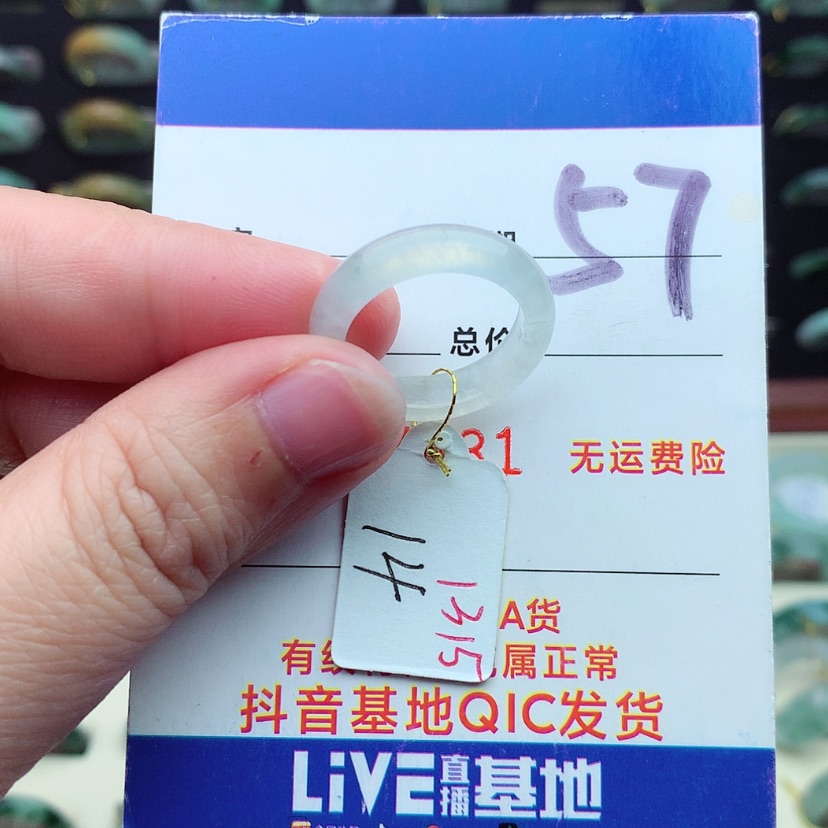 57
总价
31
无运费险
14
1315
A货
有纹 属正常
抖音基地QIC发货
LiVE直播基地